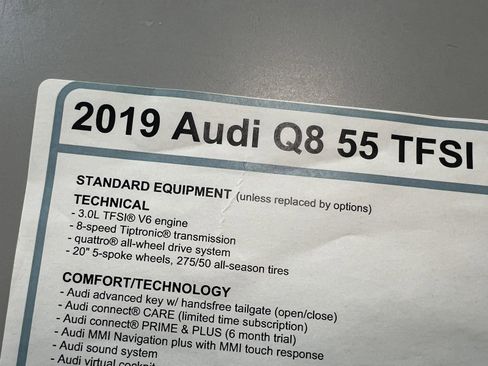 2019 Audi Q8 55 TFSI
STANDARD EQUIPMENT (unless replaced by options)
TECHNICAL
- 3.0L TFSI® V6 engine
- 8-speed Tiptronic® transmission
- quattro® all-wheel drive system
- 20" 5-spoke wheels, 275/50 all-season tires
COMFORT/TECHNOLOGY
- Audi advanced key w/ handsfree tailgate (open/close)
- Audi connect® CARE (limited time subscription)
- Audi connect® PRIME & PLUS (6 month trial)
- Audi MMI Navigation plus with MMI touch response
- Audi sound system
- Audi virtual cockpit